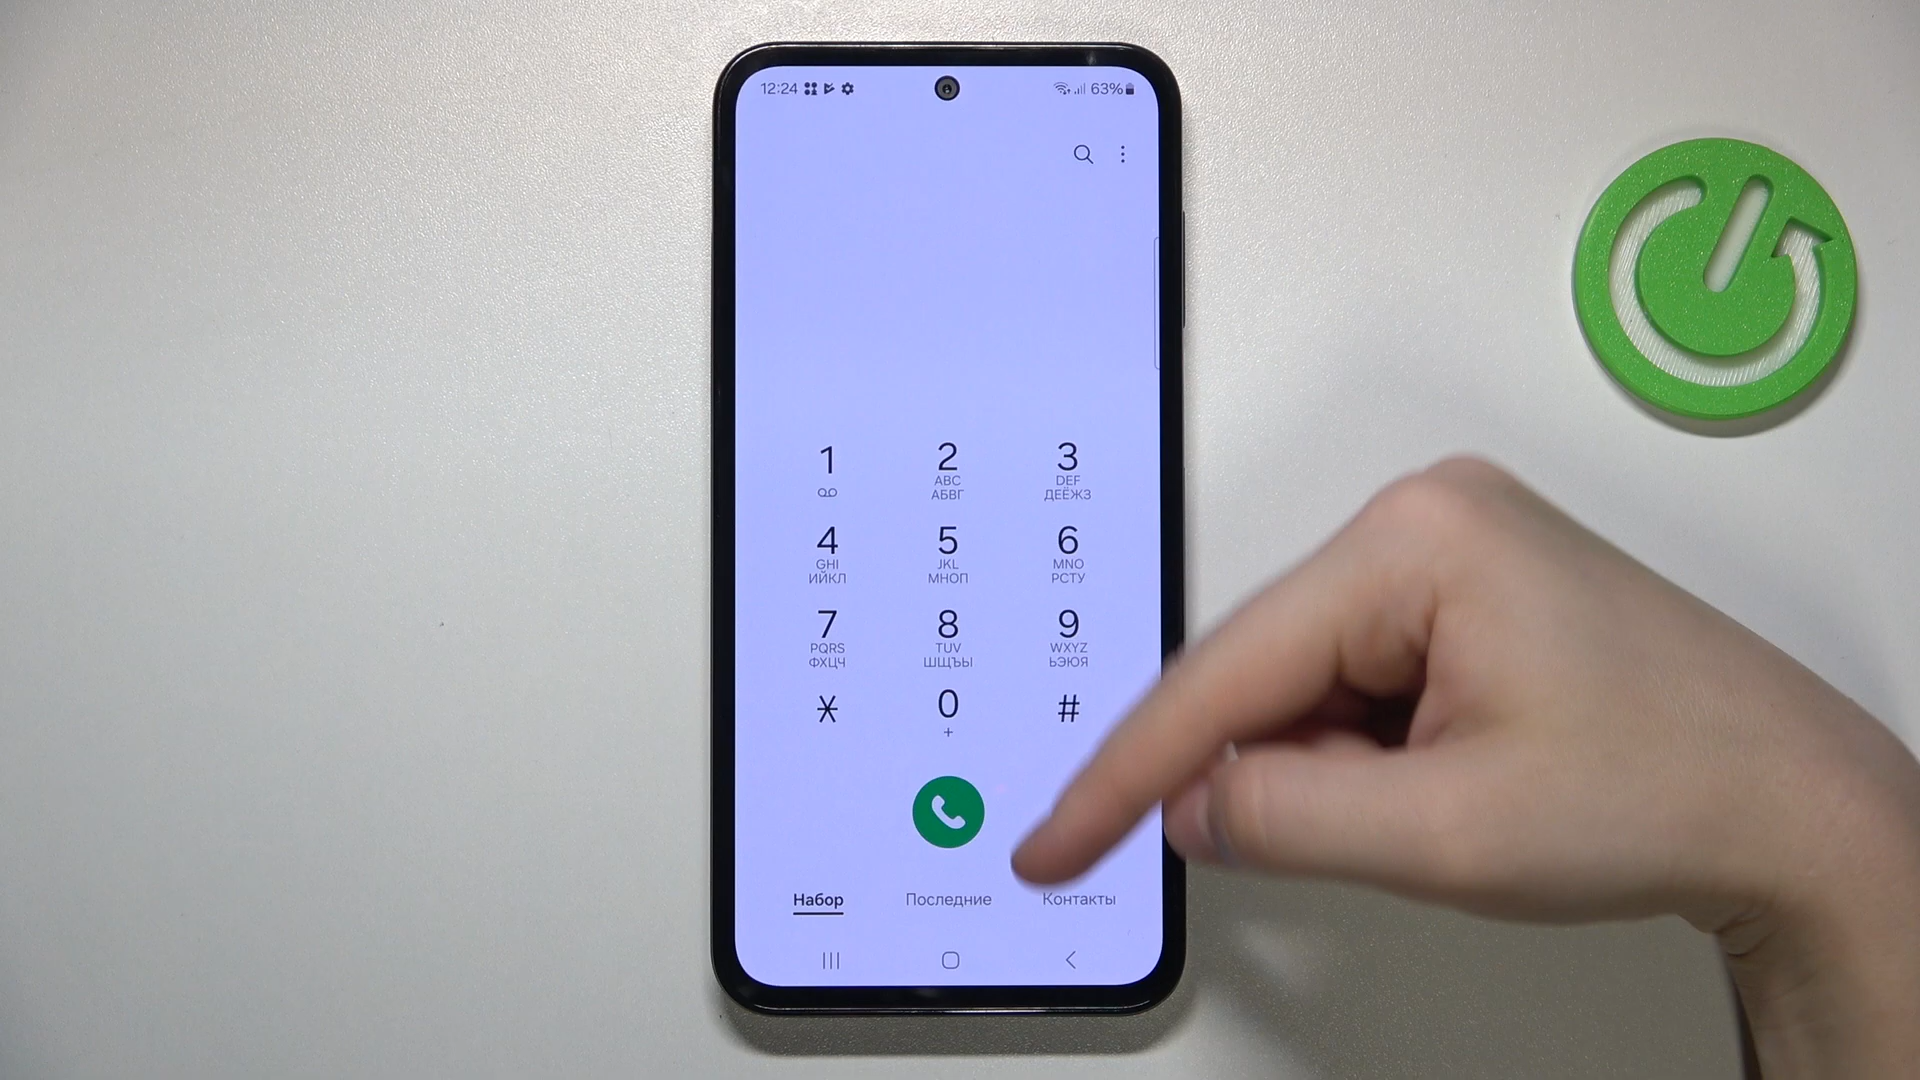 12:24 63%
1 2 3
ABC DEF
АБВГ ДЕЁЖЗ
4 5 6
GHI JKL MNO
ИЙКЛ МНОП РСТУ
7 8 9
PQRS TUV WXYZ
ФХЦЧ ШЩЪЫ ЬЭЮЯ
* 0 #
+
Набор Последние Контакты